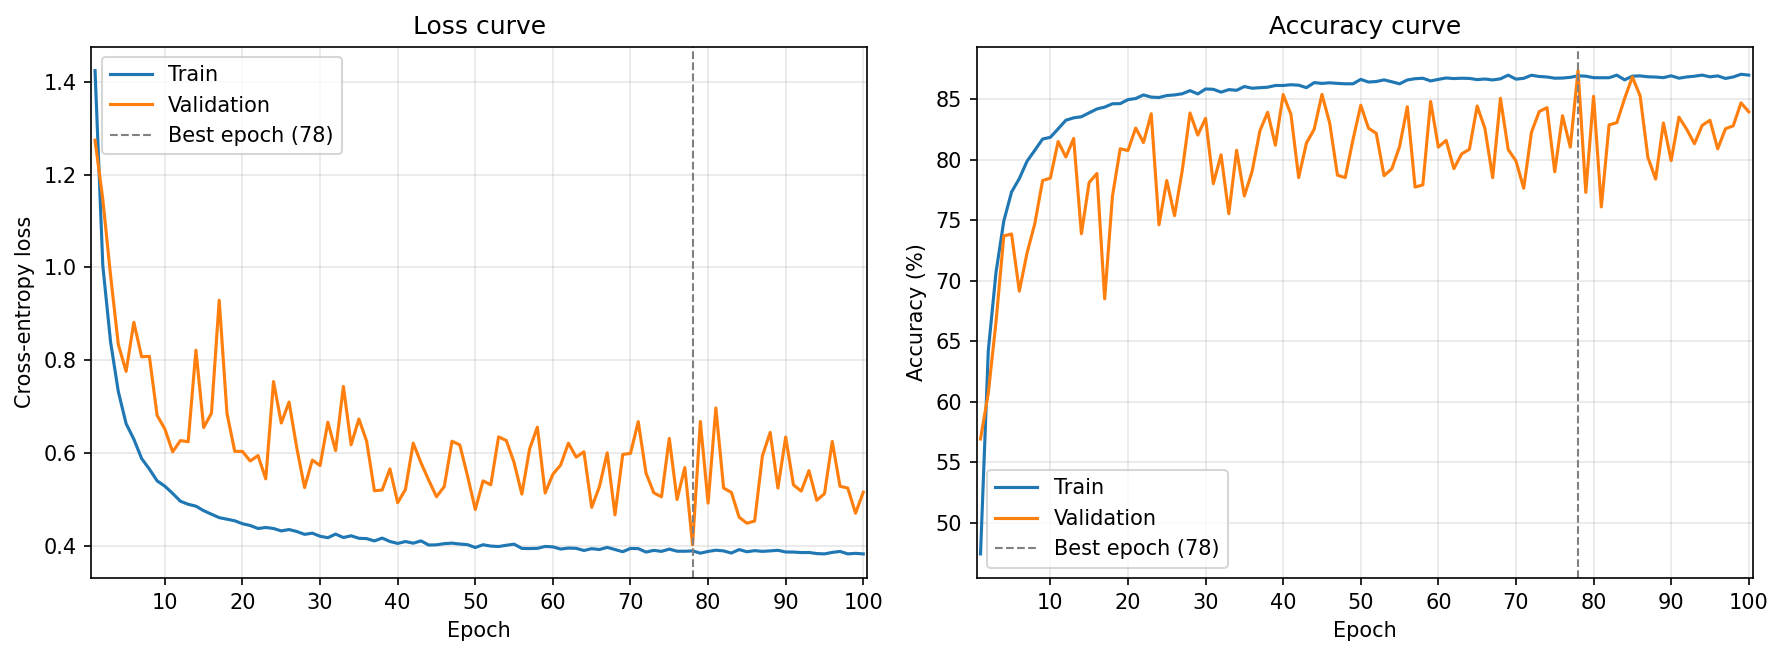 Loss curve
Train
Validation
Best epoch (78)
1.4
1.2
1.0
0.8
0.6
0.4
Cross-entropy loss
10 20 30 40 50 60 70 80 90 100
Epoch
Accuracy curve
85
80
75
70
65
60
55
50
Accuracy (%)
Train
Validation
Best epoch (78)
10 20 30 40 50 60 70 80 90 100
Epoch